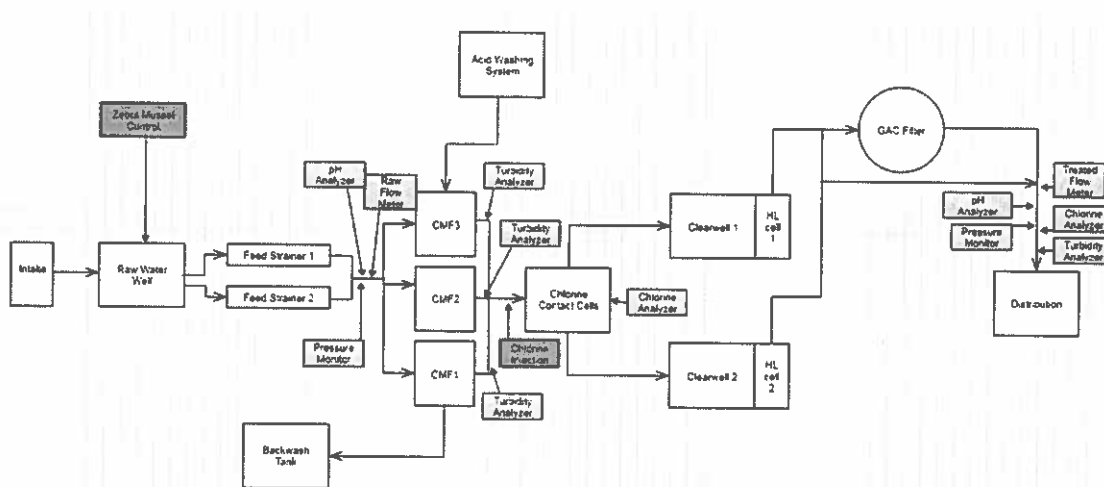 Acid Washing
System
Zebra Mussel
Control
GAC Filter
pH
Analyzer
Raw
Flow
Meter
Turbidity
Analyzer
Treated
Flow
Meter
pH
Analyzer
Chlorine
Analyzer
Pressure
Monitor
Turbidity
Analyzer
CMF3
Turbidity
Analyzer
Clearwell 1
HL
cell
1
Intake
Raw Water
Well
Feed Strainer 1
Feed Strainer 2
CMF2
Chlorine
Contact Cells
Chlorine
Analyzer
Distribution
Pressure
Monitor
Chlorine
Injection
CMF1
Turbidity
Analyzer
Clearwell 2
HL
cell
2
Backwash
Tank